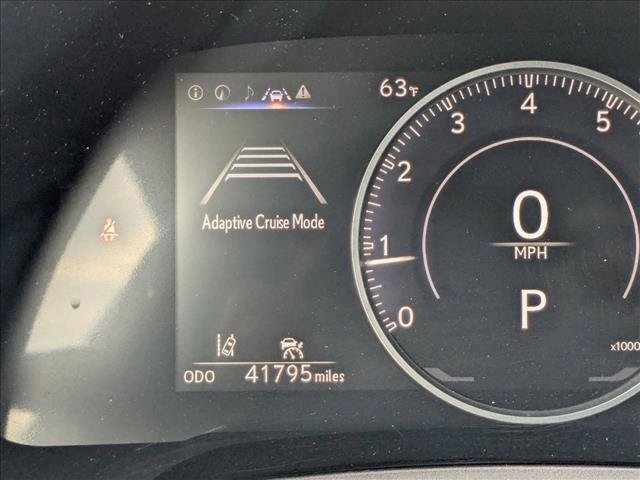 63°F
4
3
5
2
Adaptive Cruise Mode
0
MPH
1
P
0
x1000
ODO 41795 miles